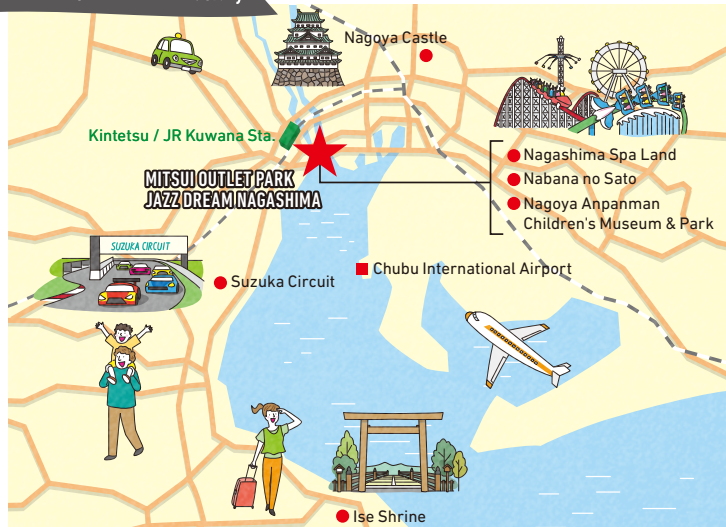 Nagoya Castle
Kintetsu / JR Kuwana Sta.
MITSUI OUTLET PARK
JAZZ DREAM NAGASHIMA
Nagashima Spa Land
Nabana no Sato
Nagoya Anpanman
Children's Museum & Park
SUZUKA CIRCUIT
Suzuka Circuit
Chubu International Airport
Ise Shrine